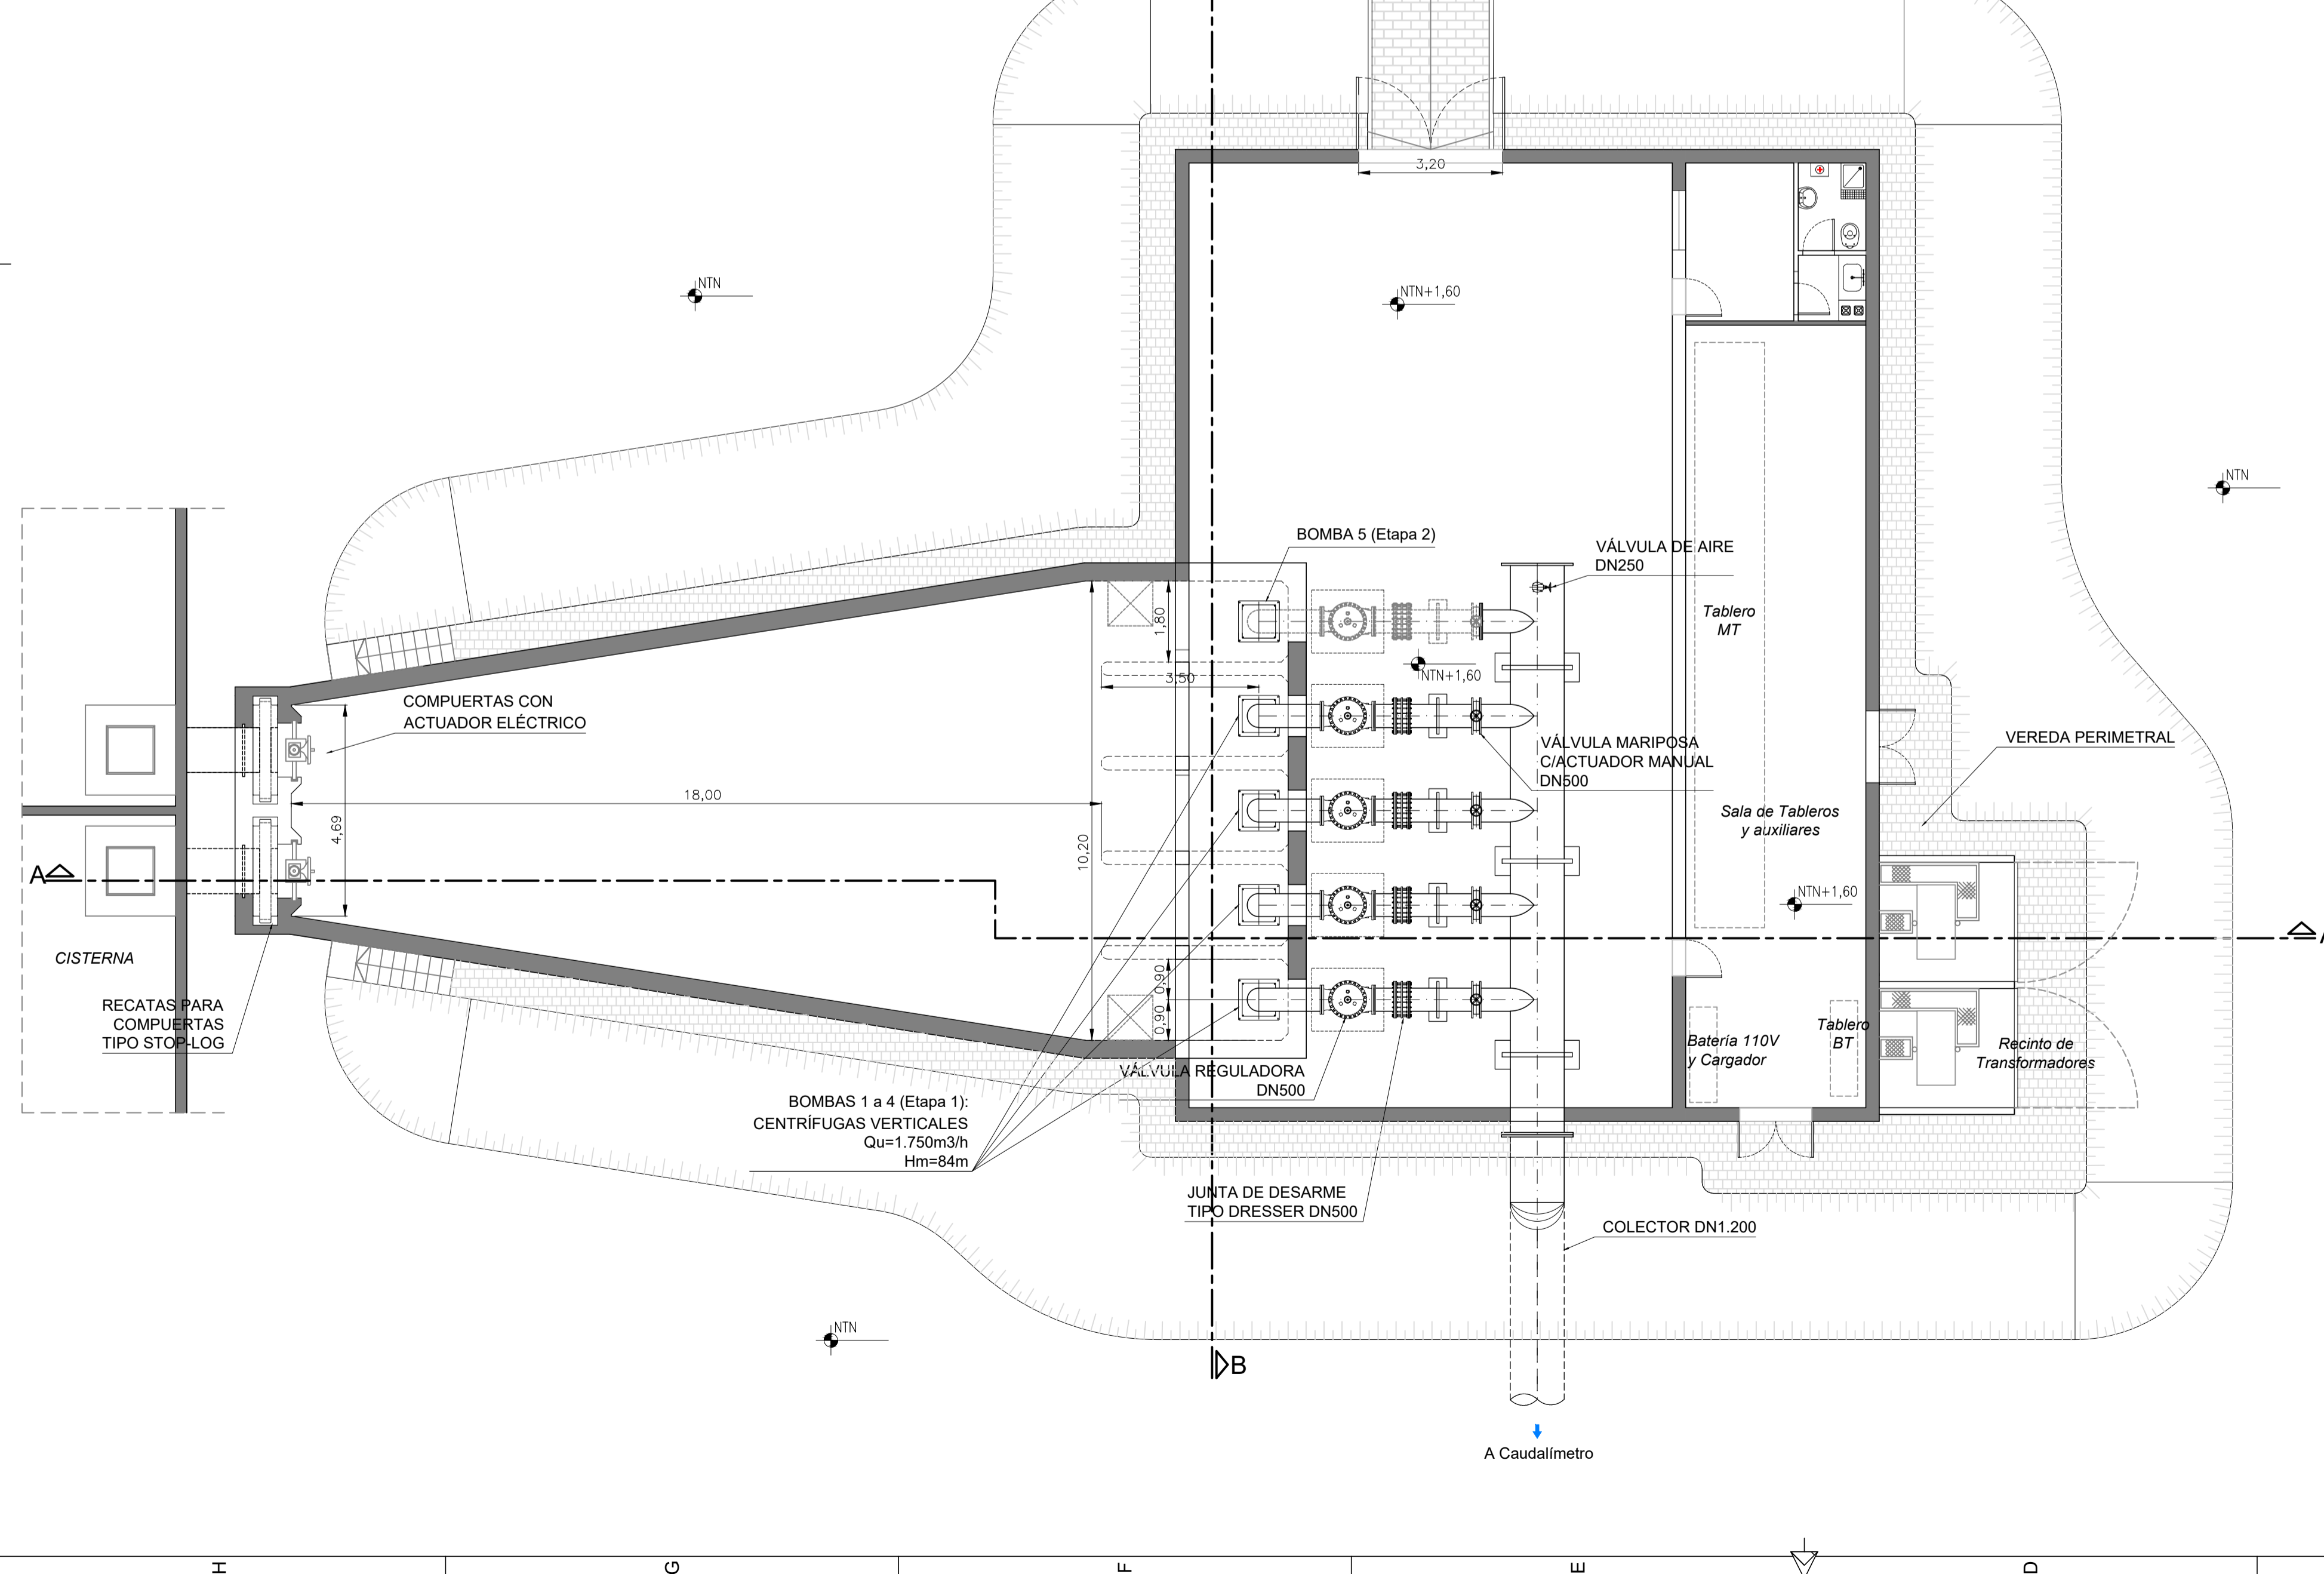 3,20
NTN
NTN+1,60
NTN
BOMBA 5 (Etapa 2)
VÁLVULA DE AIRE
DN250
Tablero
MT
1,80
3,50
NTN+1,60
COMPUERTAS CON
ACTUADOR ELÉCTRICO
VÁLVULA MARIPOSA
C/ACTUADOR MANUAL
DN500
VEREDA PERIMETRAL
18,00
4,69
10,20
Sala de Tableros
y auxiliares
A
NTN+1,60
CISTERNA
0,90
0,90
RECATAS PARA
COMPUERTAS
TIPO STOP-LOG
Batería 110V
y Cargador
Tablero
BT
Recinto de
Transformadores
VÁLVULA REGULADORA
DN500
BOMBAS 1 a 4 (Etapa 1):
CENTRÍFUGAS VERTICALES
Qu=1.750m3/h
Hm=84m
JUNTA DE DESARME
TIPO DRESSER DN500
COLECTOR DN1.200
NTN
B
A Caudalímetro
H
G
F
E
D